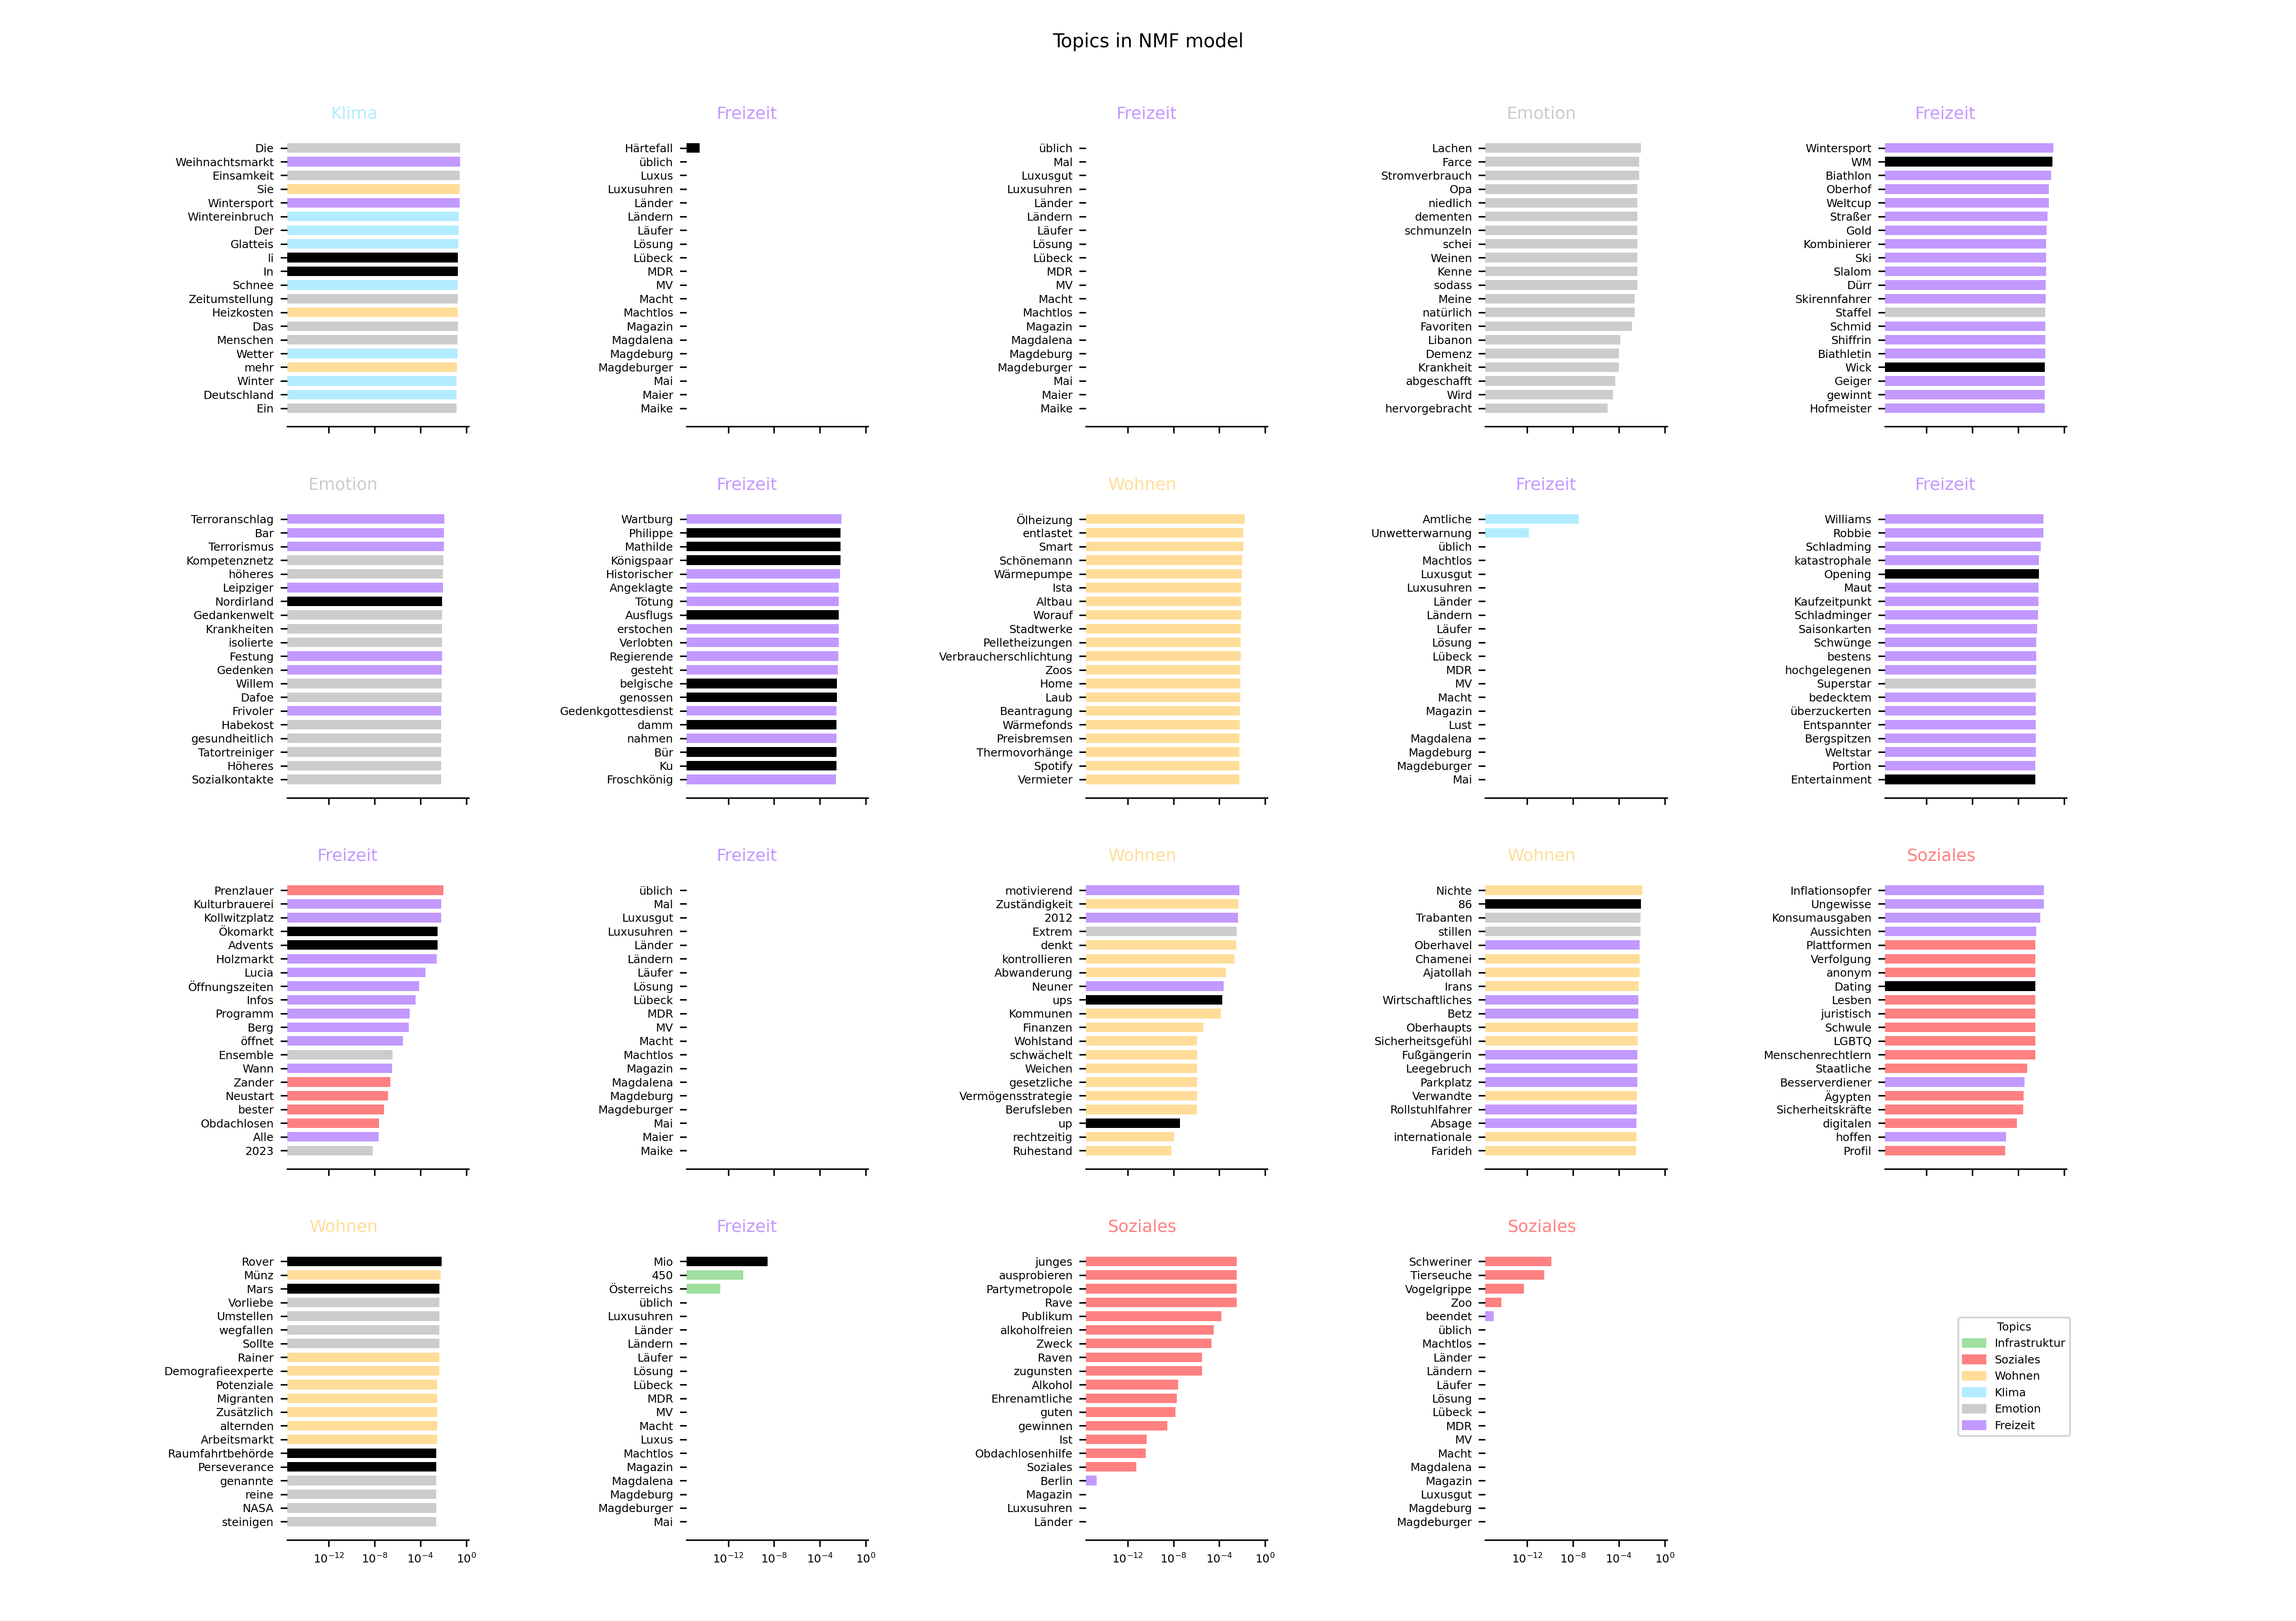 Topics in NMF model
Klima
Die
Weihnachtsmarkt
Einsamkeit
Sie
Wintersport
Wintereinbruch
Der
Glatteis
li
In
Schnee
Zeitumstellung
Heizkosten
Das
Menschen
Wetter
mehr
Winter
Deutschland
Ein
Freizeit
Härtefall
üblich
Luxus
Luxusuhren
Länder
Ländern
Läufer
Lösung
Lübeck
MDR
MV
Macht
Machtlos
Magazin
Magdalena
Magdeburg
Magdeburger
Mai
Maier
Maike
Freizeit
üblich
Mal
Luxusgut
Luxusuhren
Länder
Ländern
Läufer
Lösung
Lübeck
MDR
MV
Macht
Machtlos
Magazin
Magdalena
Magdeburg
Magdeburger
Mai
Maier
Maike
Emotion
Lachen
Farce
Stromverbrauch
Opa
niedlich
dementen
schmunzeln
schei
Weinen
Kenne
sodass
Meine
natürlich
Favoriten
Libanon
Demenz
Krankheit
abgeschafft
Wird
hervorgebracht
Freizeit
Wintersport
WM
Biathlon
Oberhof
Weltcup
Straßer
Gold
Kombinierer
Ski
Slalom
Dürr
Skirennfahrer
Staffel
Schmid
Shiffrin
Biathletin
Wick
Geiger
gewinnt
Hofmeister
Emotion
Terroranschlag
Bar
Terrorismus
Kompetenznetz
höheres
Leipziger
Nordirland
Gedankenwelt
Krankheiten
isolierte
Festung
Gedenken
Willem
Dafoe
Frivoler
Habekost
gesundheitlich
Tatortreiniger
Höheres
Sozialkontakte
Freizeit
Wartburg
Philippe
Mathilde
Königspaar
Historischer
Angeklagte
Tötung
Ausflugs
erstochen
Verlobten
Regierende
gesteht
belgische
genossen
Gedenkgottesdienst
damm
nahmen
Bür
Ku
Froschkönig
Wohnen
Ölheizung
entlastet
Smart
Schönemann
Wärmepumpe
Ista
Altbau
Worauf
Stadtwerke
Pelletheizungen
Verbraucherschlichtung
Zoos
Home
Laub
Beantragung
Wärmefonds
Preisbremsen
Thermovorhänge
Spotify
Vermieter
Freizeit
Amtliche
Unwetterwarnung
üblich
Machtlos
Luxusgut
Luxusuhren
Länder
Ländern
Läufer
Lösung
Lübeck
MDR
MV
Macht
Magazin
Lust
Magdalena
Magdeburg
Magdeburger
Mai
Freizeit
Williams
Robbie
Schladming
katastrophale
Opening
Maut
Kaufzeitpunkt
Schladminger
Saisonkarten
Schwünge
bestens
hochgelegenen
Superstar
bedecktem
überzuckerten
Entspannter
Bergspitzen
Weltstar
Portion
Entertainment
Freizeit
Prenzlauer
Kulturbrauerei
Kollwitzplatz
Ökomarkt
Advents
Holzmarkt
Lucia
Öffnungszeiten
Infos
Programm
Berg
öffnet
Ensemble
Wann
Zander
Neustart
bester
Obdachlosen
Alle
2023
Freizeit
üblich
Mal
Luxusgut
Luxusuhren
Länder
Ländern
Läufer
Lösung
Lübeck
MDR
MV
Macht
Machtlos
Magazin
Magdalena
Magdeburg
Magdeburger
Mai
Maier
Maike
Wohnen
motivierend
Zuständigkeit
2012
Extrem
denkt
kontrollieren
Abwanderung
Neuner
ups
Kommunen
Finanzen
Wohlstand
schwächelt
Weichen
gesetzliche
Vermögensstrategie
Berufsleben
up
rechtzeitig
Ruhestand
Wohnen
Nichte
86
Trabanten
stillen
Oberhavel
Chamenei
Ajatollah
Irans
Wirtschaftliches
Betz
Oberhaupts
Sicherheitsgefühl
Fußgängerin
Leegebruch
Parkplatz
Verwandte
Rollstuhlfahrer
Absage
internationale
Farideh
Soziales
Inflationsopfer
Ungewisse
Konsumausgaben
Aussichten
Plattformen
Verfolgung
anonym
Dating
Lesben
juristisch
Schwule
LGBTQ
Menschenrechtlern
Staatliche
Besserverdiener
Ägypten
Sicherheitskräfte
digitalen
hoffen
Profil
Wohnen
Rover
Münz
Mars
Vorliebe
Umstellen
wegfallen
Sollte
Rainer
Demografieexperte
Potenziale
Migranten
Zusätzlich
alternden
Arbeitsmarkt
Raumfahrtbehörde
Perseverance
genannte
reine
NASA
steinigen
10⁻¹² 10⁻⁸ 10⁻⁴ 10⁰
Freizeit
Mio
450
Österreichs
üblich
Luxusuhren
Länder
Ländern
Läufer
Lösung
Lübeck
MDR
MV
Macht
Luxus
Machtlos
Magazin
Magdalena
Magdeburg
Magdeburger
Mai
10⁻¹² 10⁻⁸ 10⁻⁴ 10⁰
Soziales
junges
ausprobieren
Partymetropole
Rave
Publikum
alkoholfreien
Zweck
Raven
zugunsten
Alkohol
Ehrenamtliche
guten
gewinnen
Ist
Obdachlosenhilfe
Soziales
Berlin
Magazin
Luxusuhren
Länder
10⁻¹² 10⁻⁸ 10⁻⁴ 10⁰
Soziales
Schweriner
Tierseuche
Vogelgrippe
Zoo
beendet
üblich
Machtlos
Länder
Ländern
Läufer
Lösung
Lübeck
MDR
MV
Macht
Magdalena
Magazin
Luxusgut
Magdeburg
Magdeburger
10⁻¹² 10⁻⁸ 10⁻⁴ 10⁰
Topics
Infrastruktur
Soziales
Wohnen
Klima
Emotion
Freizeit